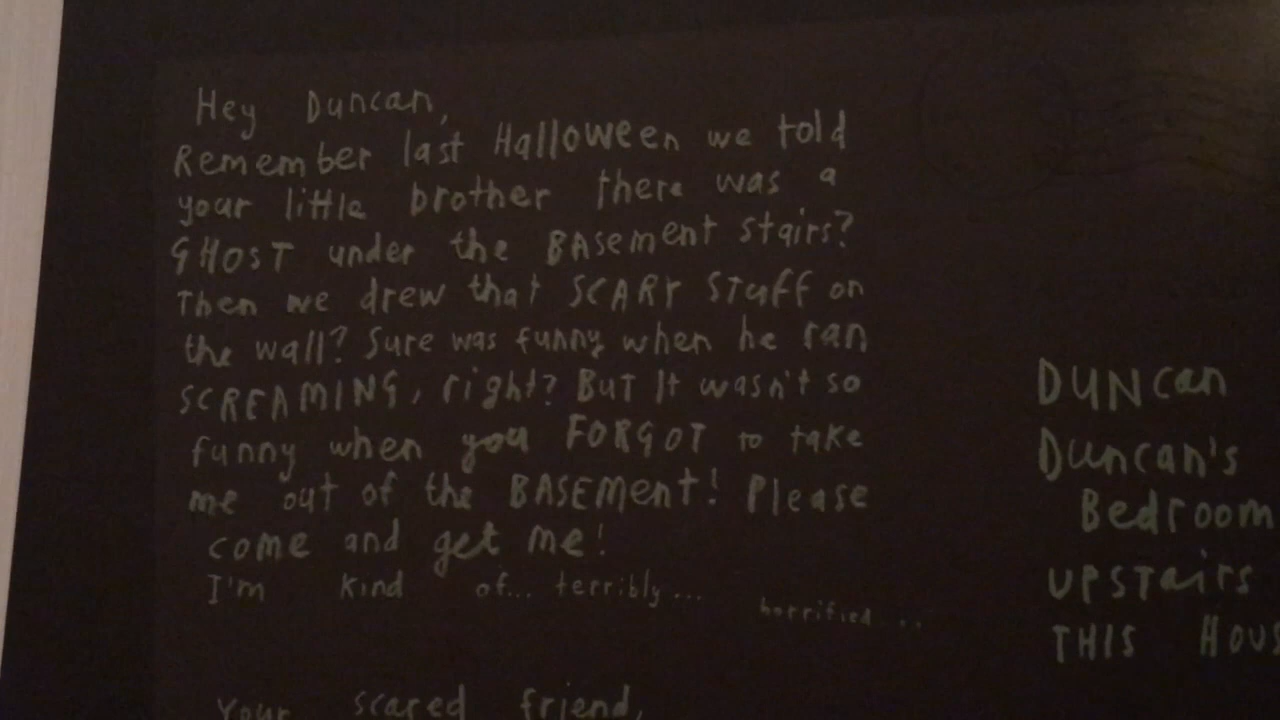 Hey Duncan,
Remember last Halloween we told
your little brother there was a
GHOST under the BASEment stairs?
Then we drew that SCARY STuFF on
the wall? Sure was funny when he ran
SCREAMING, right? BuT It wasn't so
funny when you FORGOT to take
me out of the BASEMEnt! Please
come and get me!
I'm kind of... terribly... horrified...
Your scared friend,
DUNCan
Duncan's
Bedroom
UPSTairs
THIS